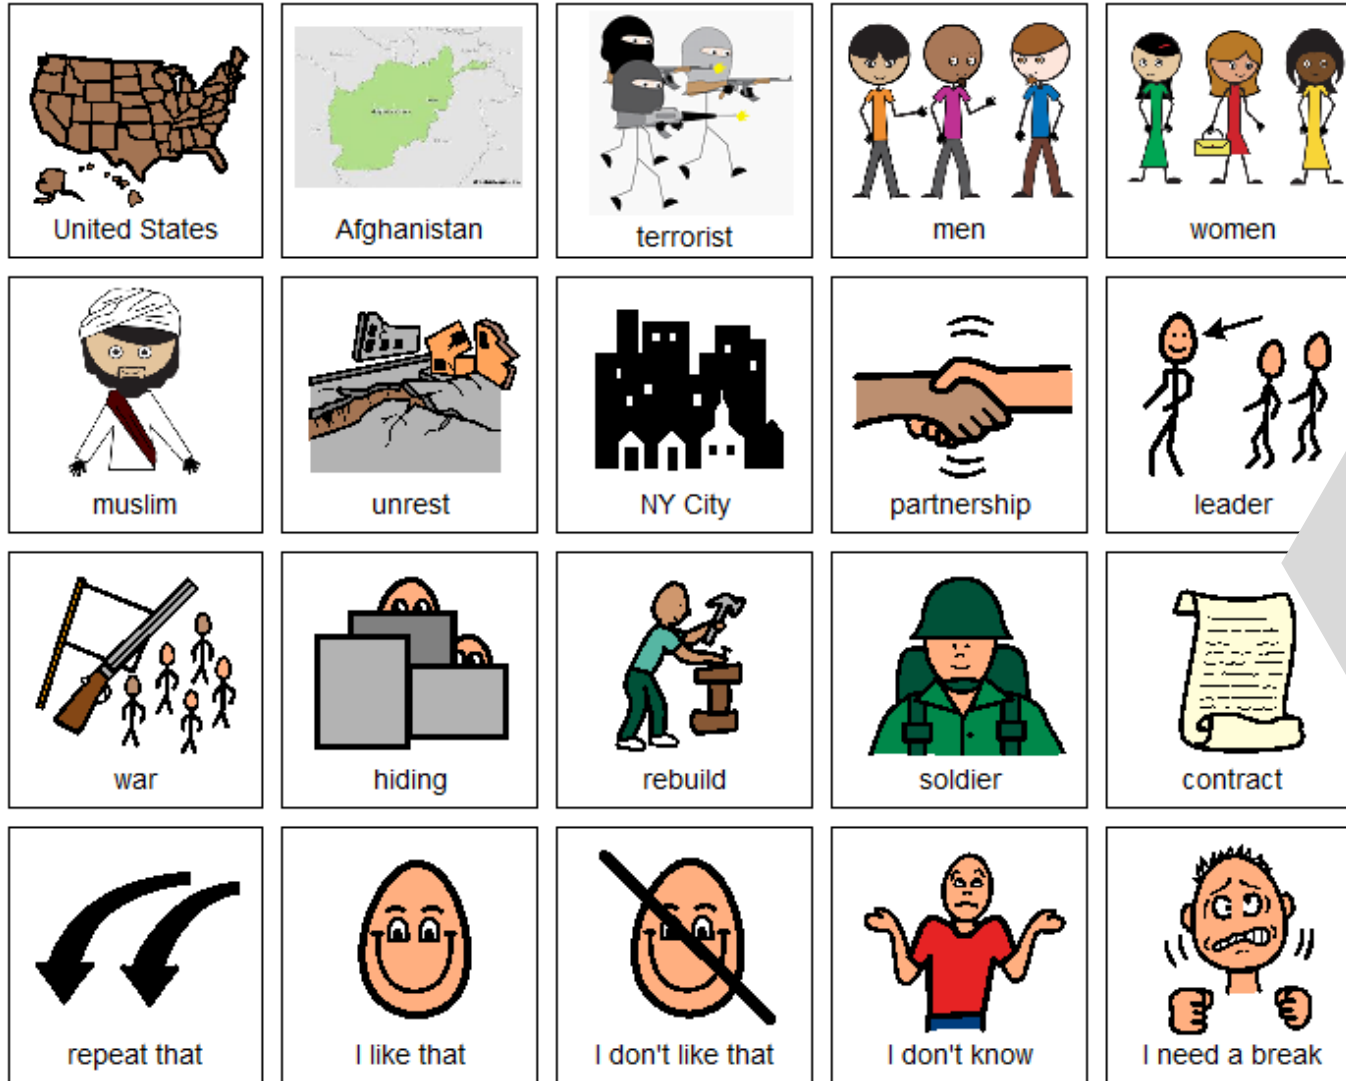 United States
Afghanistan
terrorist
men
women
muslim
unrest
NY City
partnership
leader
war
hiding
rebuild
soldier
contract
repeat that
I like that
I don't like that
I don't know
I need a break